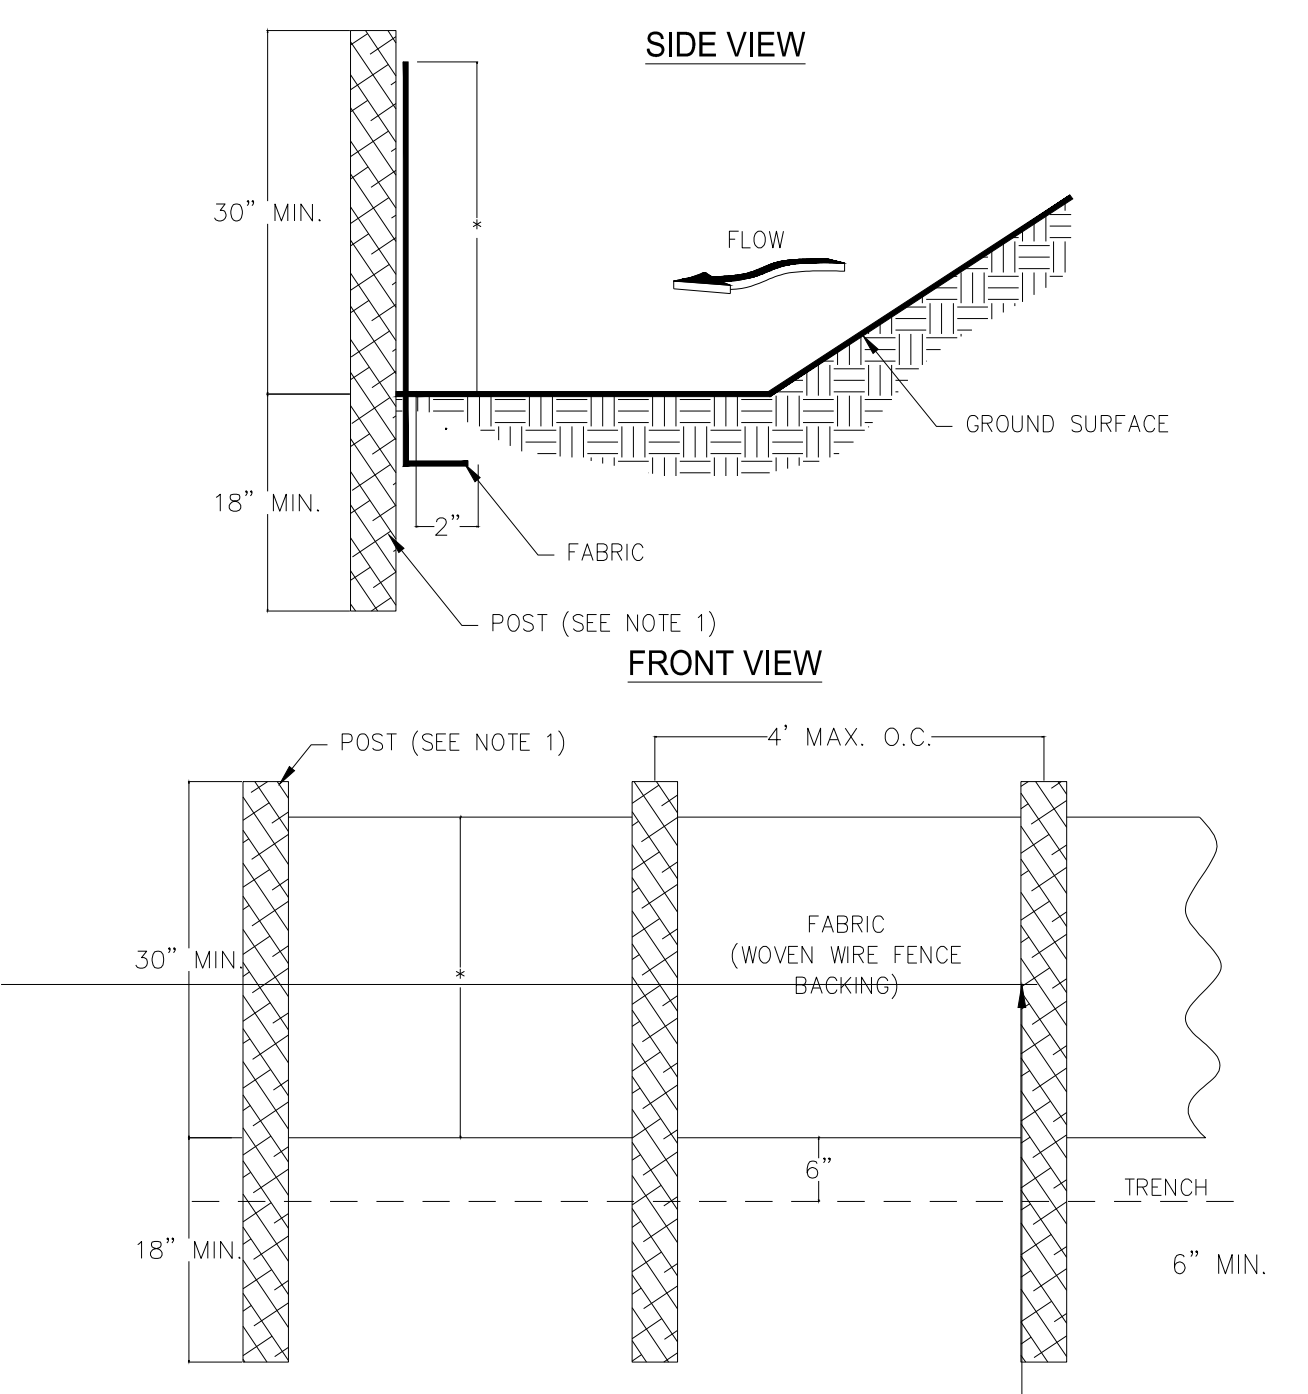 SIDE VIEW
30” MIN.
*
FLOW
GROUND SURFACE
18” MIN.
2”
FABRIC
POST (SEE NOTE 1)
FRONT VIEW
POST (SEE NOTE 1)
4’ MAX. O.C.
FABRIC
(WOVEN WIRE FENCE
BACKING)
30” MIN.
*
6”
TRENCH
18” MIN.
6” MIN.